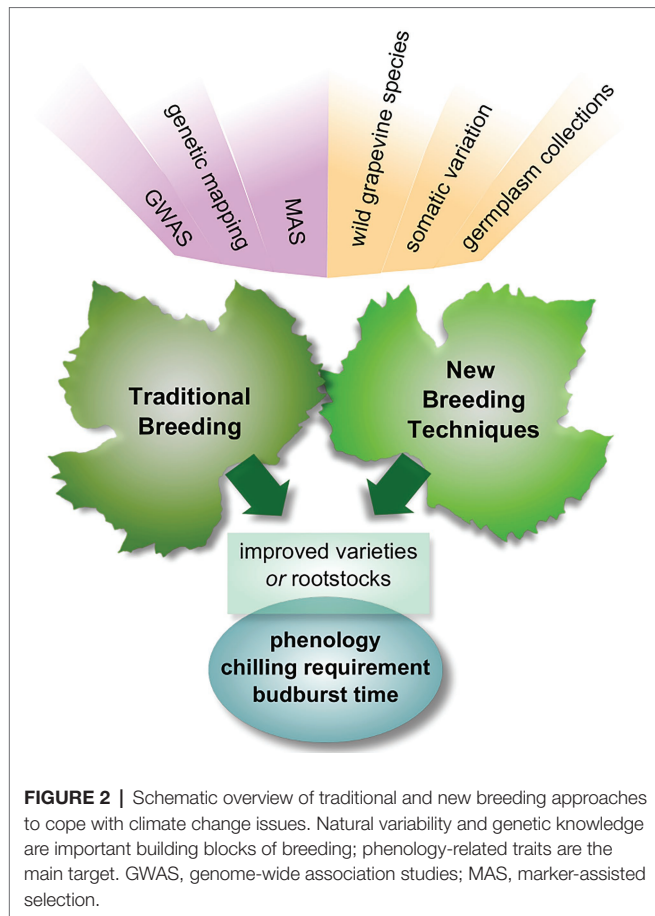 GWAS
genetic mapping
MAS
wild grapevine species
somatic variation
germplasm collections
Traditional
Breeding
New
Breeding
Techniques
improved varieties
or rootstocks
phenology
chilling requirement
budburst time
FIGURE 2 | Schematic overview of traditional and new breeding approaches
to cope with climate change issues. Natural variability and genetic knowledge
are important building blocks of breeding; phenology-related traits are the
main target. GWAS, genome-wide association studies; MAS, marker-assisted
selection.